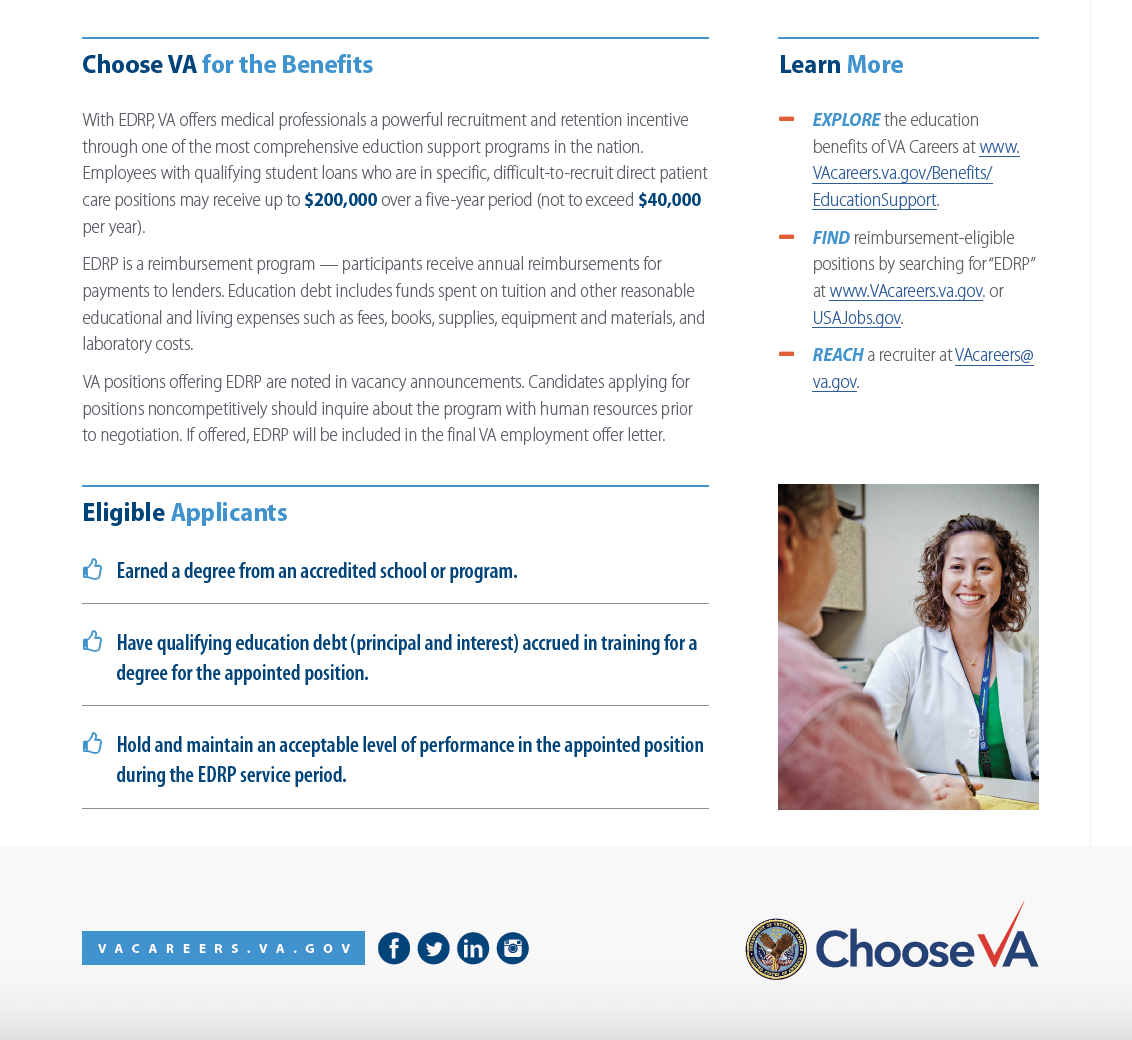 Choose VA for the Benefits
With EDRP, VA offers medical professionals a powerful recruitment and retention incentive
through one of the most comprehensive eduction support programs in the nation.
Employees with qualifying student loans who are in specific, difficult-to-recruit direct patient
care positions may receive up to $200,000 over a five-year period (not to exceed $40,000
per year).
EDRP is a reimbursement program — participants receive annual reimbursements for
payments to lenders. Education debt includes funds spent on tuition and other reasonable
educational and living expenses such as fees, books, supplies, equipment and materials, and
laboratory costs.
VA positions offering EDRP are noted in vacancy announcements. Candidates applying for
positions noncompetitively should inquire about the program with human resources prior
to negotiation. If offered, EDRP will be included in the final VA employment offer letter.
Learn More
EXPLORE the education
benefits of VA Careers at www.
VAcareers.va.gov/Benefits/
EducationSupport.
FIND reimbursement-eligible
positions by searching for “EDRP”
at www.VAcareers.va.gov. or
USAJobs.gov.
REACH a recruiter at VAcareers@
va.gov.
Eligible Applicants
Earned a degree from an accredited school or program.
Have qualifying education debt (principal and interest) accrued in training for a
degree for the appointed position.
Hold and maintain an acceptable level of performance in the appointed position
during the EDRP service period.
VACAREERS.VA.GOV
Choose VA